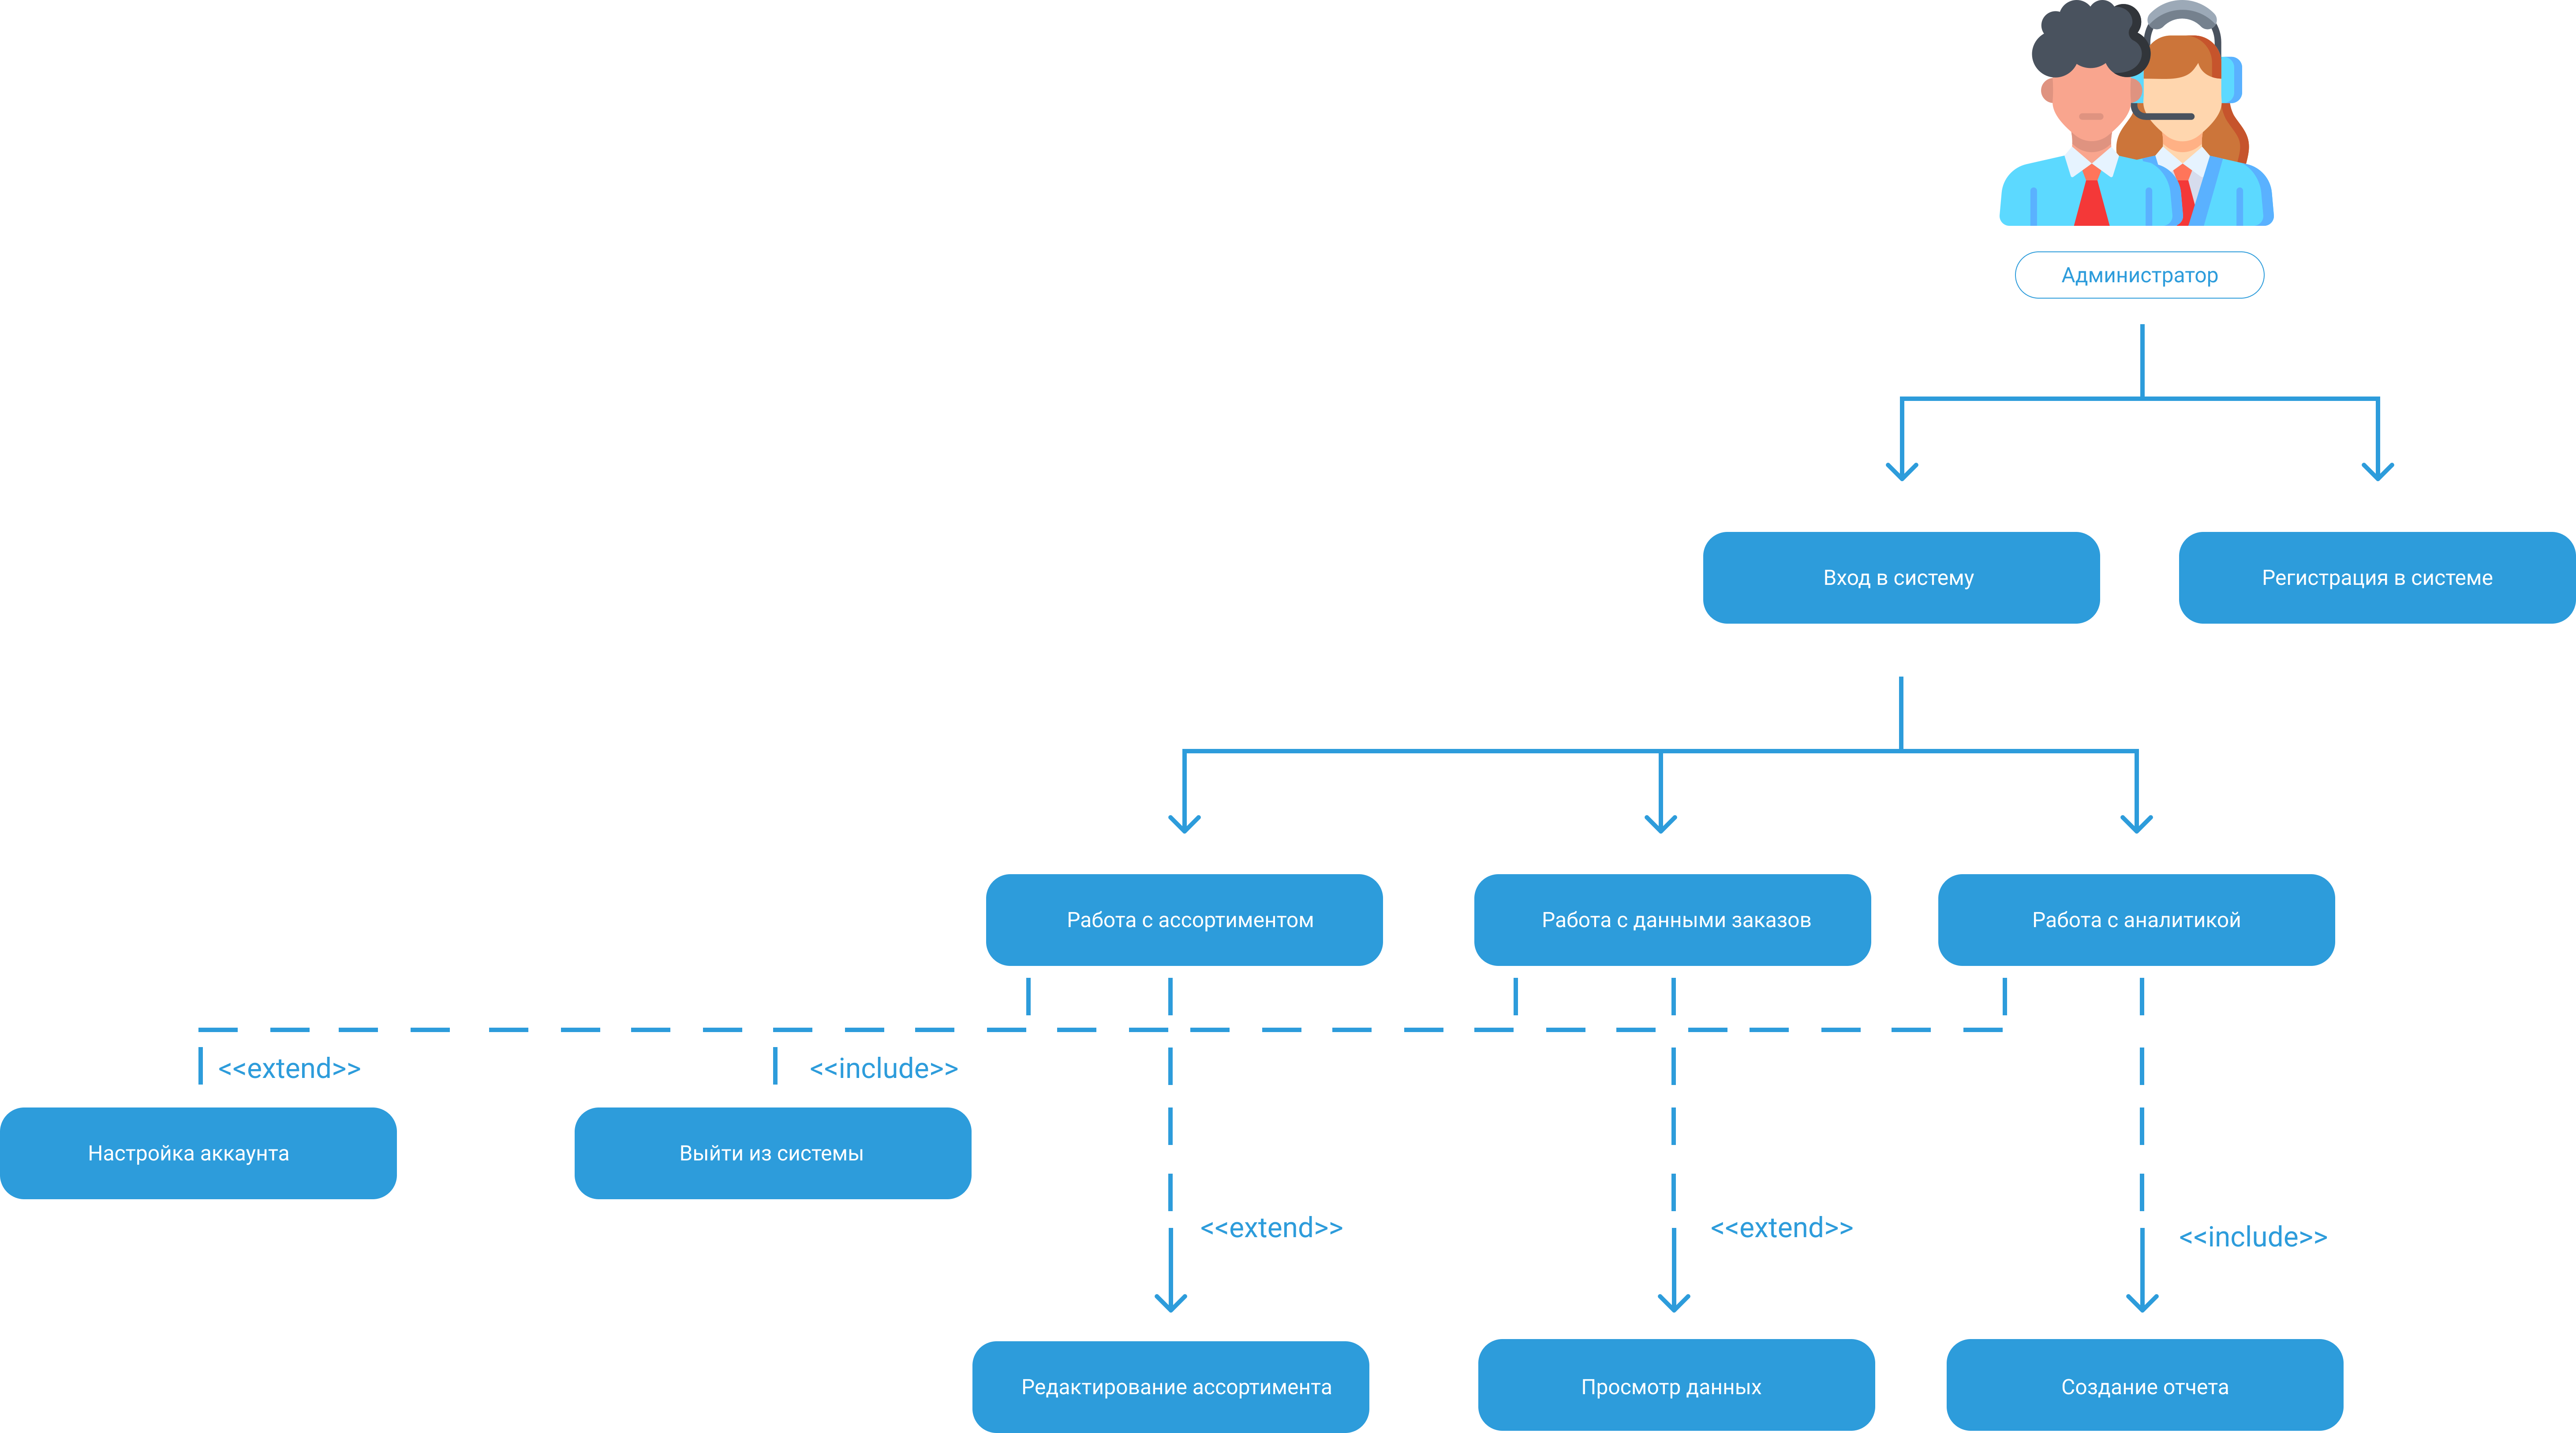 Администратор
Вход в систему
Регистрация в системе
Работа с ассортиментом
Работа с данными заказов
Работа с аналитикой
<<extend>>
<<include>>
Настройка аккаунта
Выйти из системы
<<extend>>
<<extend>>
<<include>>
Редактирование ассортимента
Просмотр данных
Создание отчета